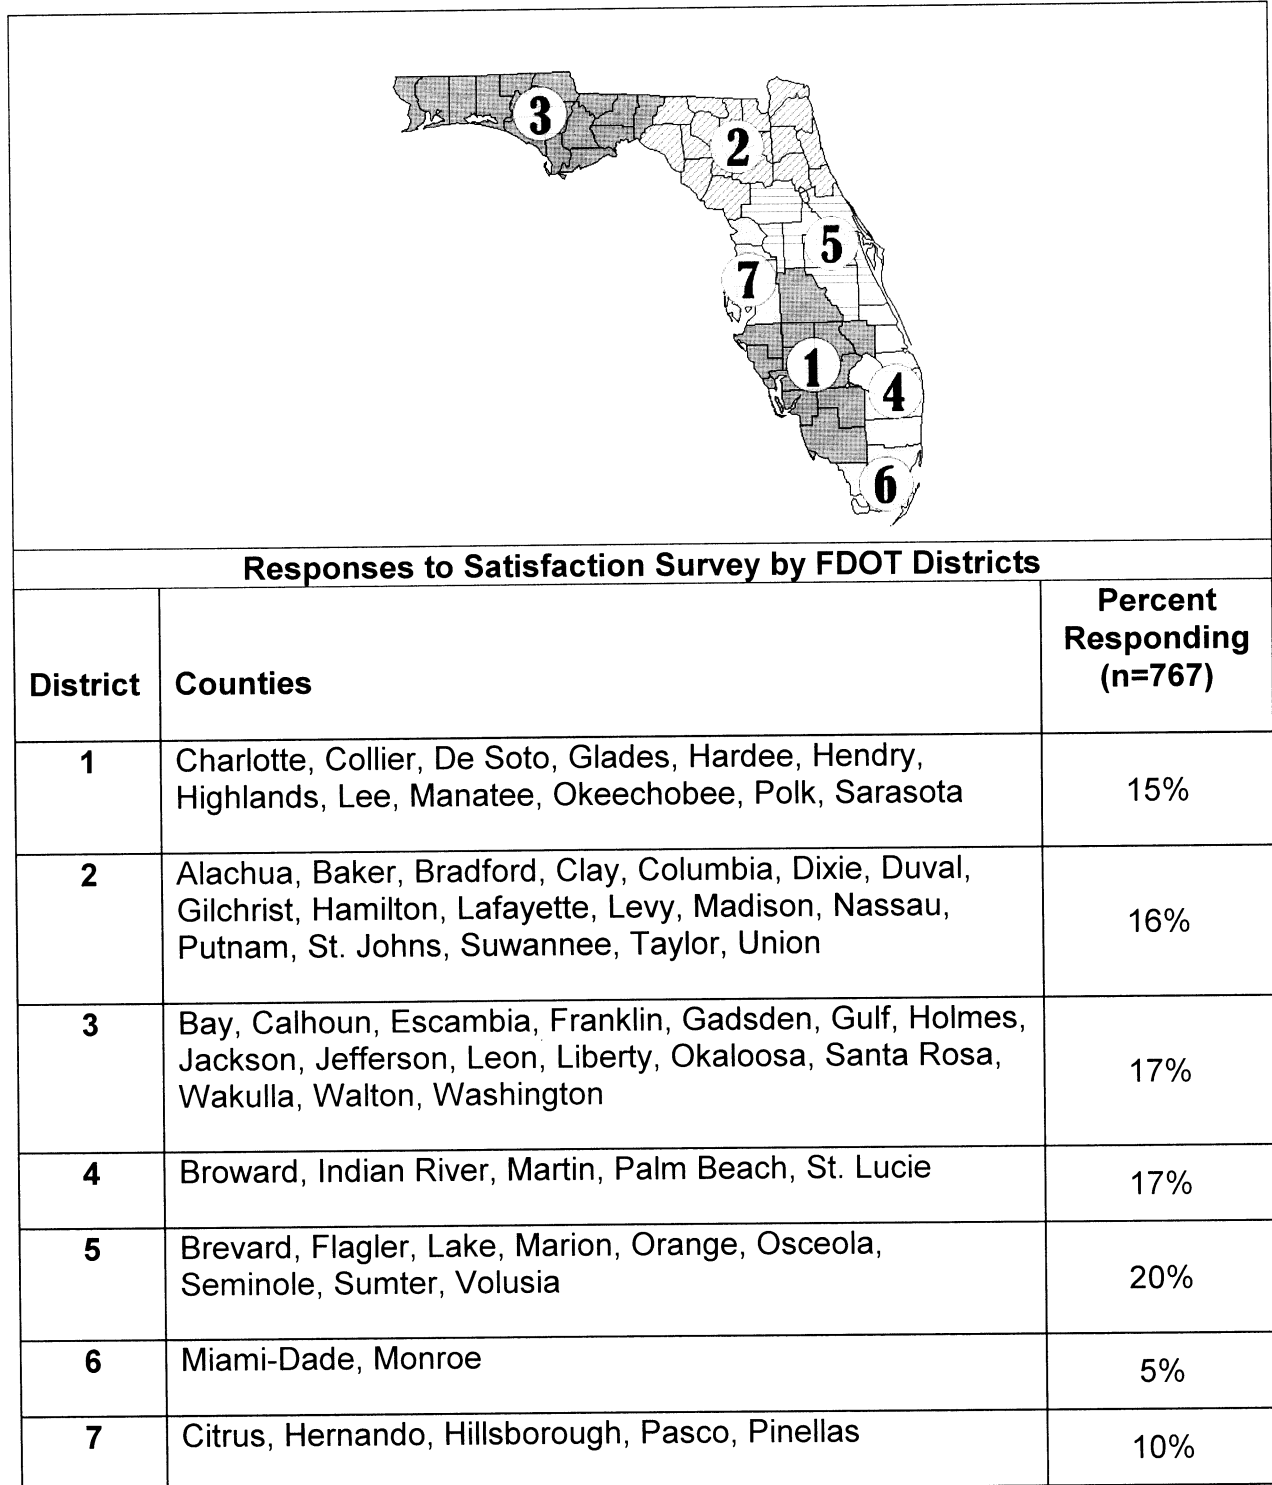 3
2
5
7
1
4
6
Responses to Satisfaction Survey by FDOT Districts
District
Counties
Percent
Responding
(n=767)
1
Charlotte, Collier, De Soto, Glades, Hardee, Hendry,
Highlands, Lee, Manatee, Okeechobee, Polk, Sarasota
15%
2
Alachua, Baker, Bradford, Clay, Columbia, Dixie, Duval,
Gilchrist, Hamilton, Lafayette, Levy, Madison, Nassau,
Putnam, St. Johns, Suwannee, Taylor, Union
16%
3
Bay, Calhoun, Escambia, Franklin, Gadsden, Gulf, Holmes,
Jackson, Jefferson, Leon, Liberty, Okaloosa, Santa Rosa,
Wakulla, Walton, Washington
17%
4
Broward, Indian River, Martin, Palm Beach, St. Lucie
17%
5
Brevard, Flagler, Lake, Marion, Orange, Osceola,
Seminole, Sumter, Volusia
20%
6
Miami-Dade, Monroe
5%
7
Citrus, Hernando, Hillsborough, Pasco, Pinellas
10%